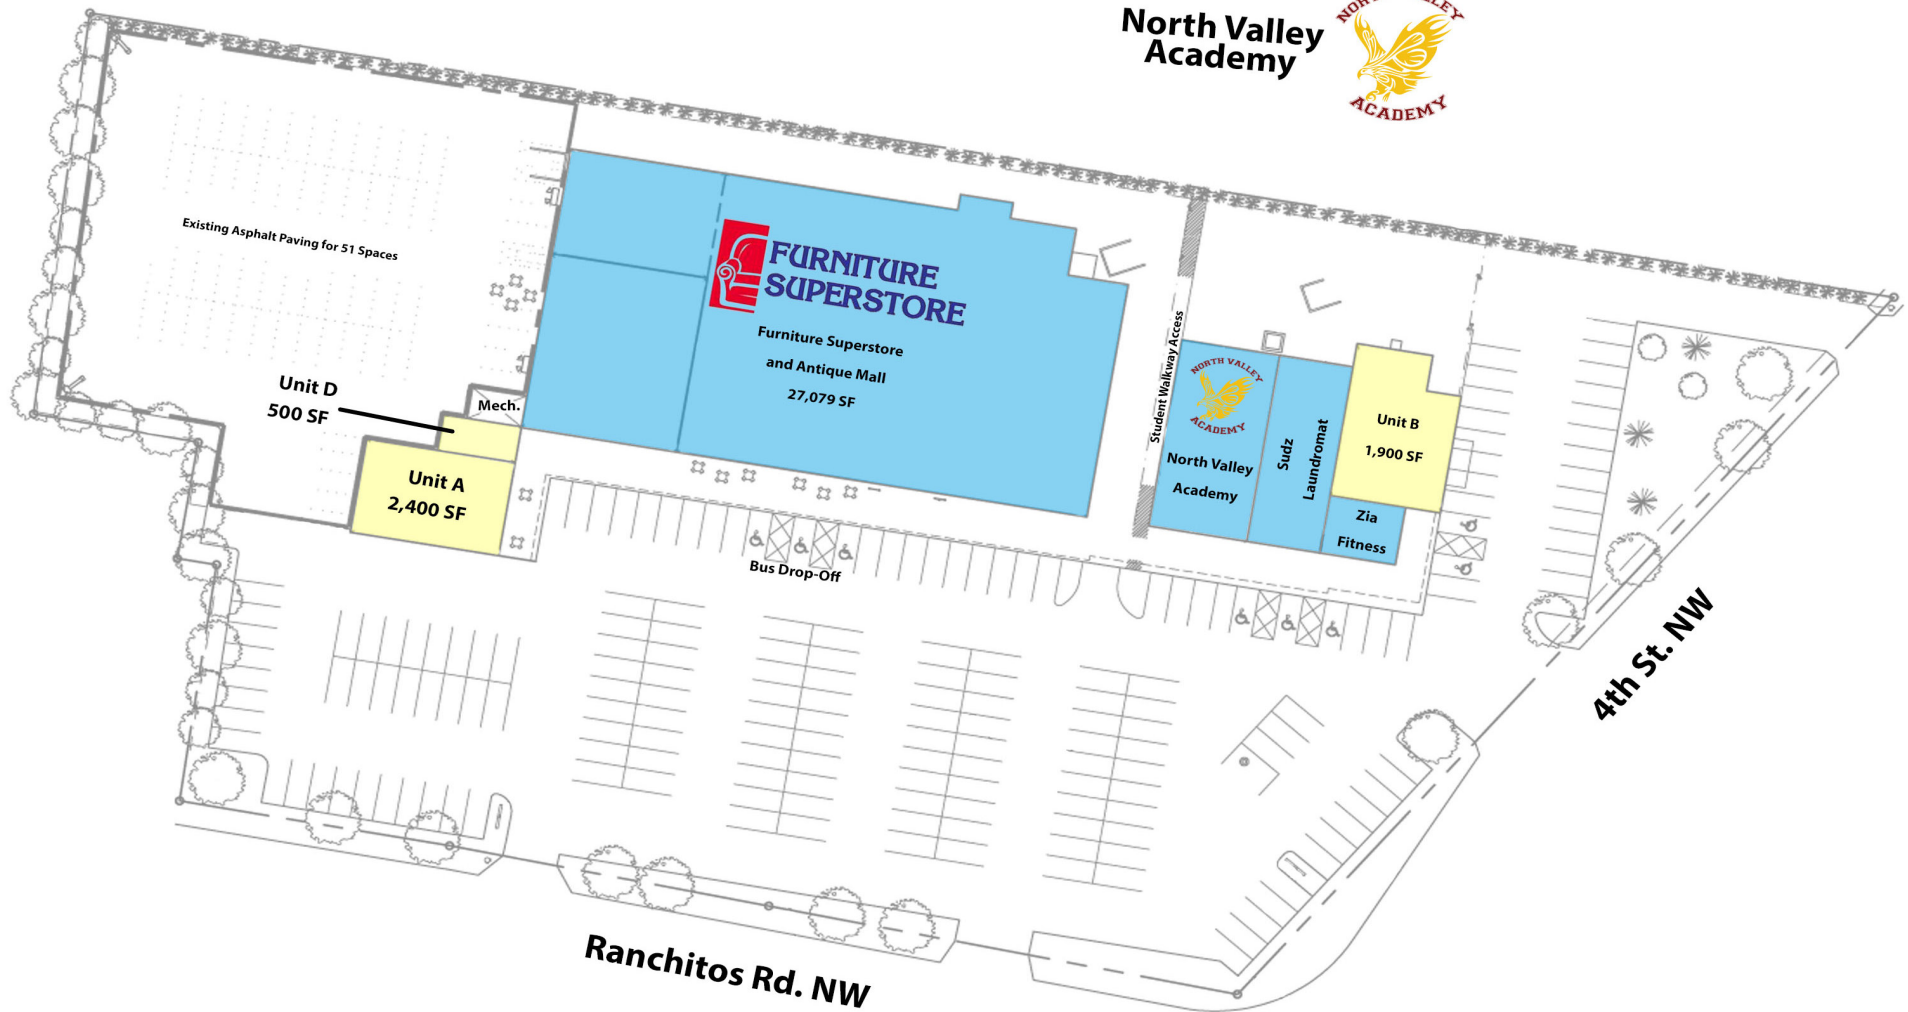 North Valley
Academy
NORTH VALLEY
ACADEMY
Existing Asphalt Paving for 51 Spaces
FURNITURE
SUPERSTORE
Furniture Superstore
and Antique Mall
27,079 SF
Unit D
500 SF
Mech.
Unit A
2,400 SF
Student Walkway Access
NORTH VALLEY
ACADEMY
North Valley
Academy
Sudz
Laundromat
Unit B
1,900 SF
Zia
Fitness
Bus Drop-Off
4th St. NW
Ranchitos Rd. NW